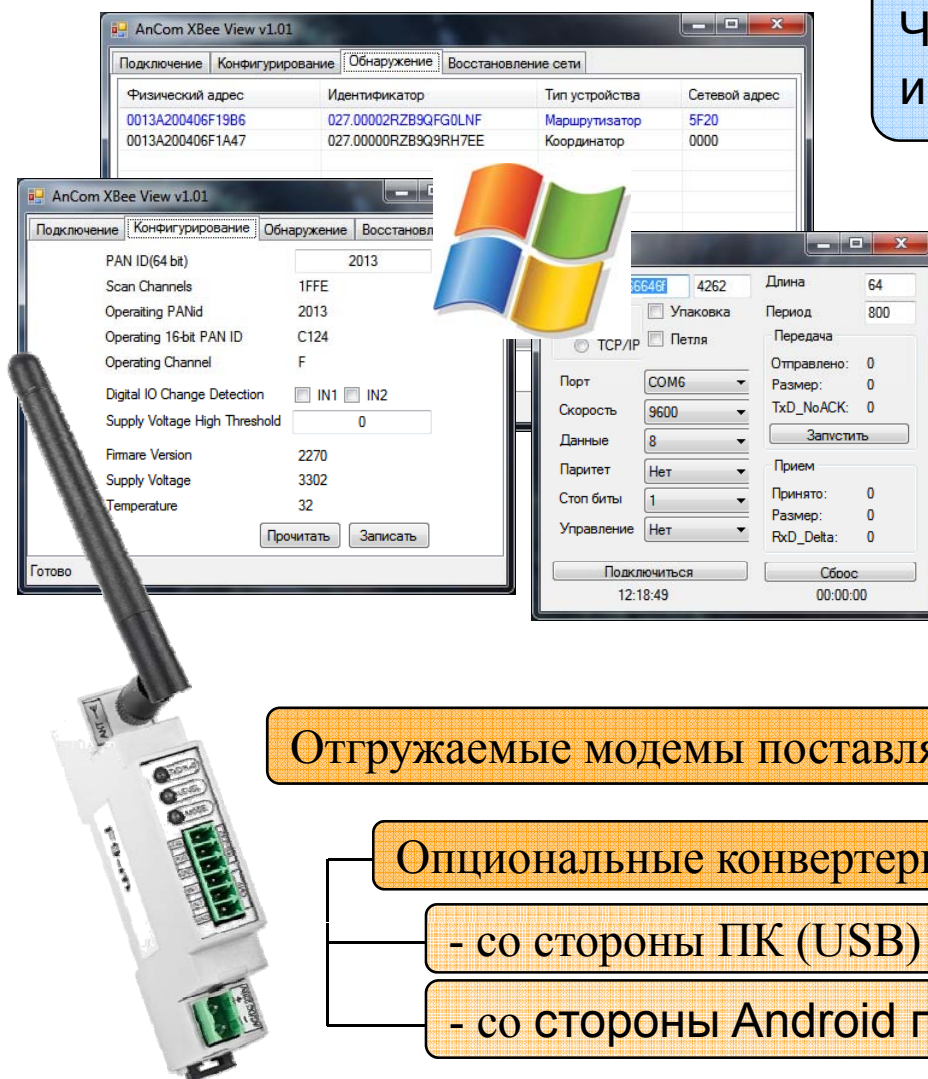 Ч
и
AnCom XBee View v1.01
Подключение Конфигурирование Обнаружение Восстановление сети
Физический адрес Идентификатор Тип устройства Сетевой адрес
0013A200406F19B6 027.00002RZB9QFG0LNF Маршрутизатор 5F20
0013A200406F1A47 027.00000RZB9Q9RH7EE Координатор 0000
AnCom XBee View v1.01
Подключение Конфигурирование Обнаружение Восстановл
PAN ID(64 bit) 2013
Scan Channels 1FFE
Operaiting PANid 2013
Operating 16-bit PAN ID C124
Operating Channel F
Digital IO Change Detection IN1 IN2
Supply Voltage High Threshold 0
Firmare Version 2270
Supply Voltage 3302
Temperature 32
Прочитать Записать
Готово
66646f 4262
Упаковка
TCP/IP Петля
Порт COM6
Скорость 9600
Данные 8
Паритет Нет
Стоп биты 1
Управление Нет
Подключиться
12:18:49
Длина 64
Период 800
Передача
Отправлено: 0
Размер: 0
TxD_NoACK: 0
Запустить
Прием
Принято: 0
Размер: 0
RxD_Delta: 0
Сброс
00:00:00
ANT
LEVEL
MODE
Отгружаемые модемы поставля
Опциональные конвертеры
- со стороны ПК (USB)
- со стороны Android п